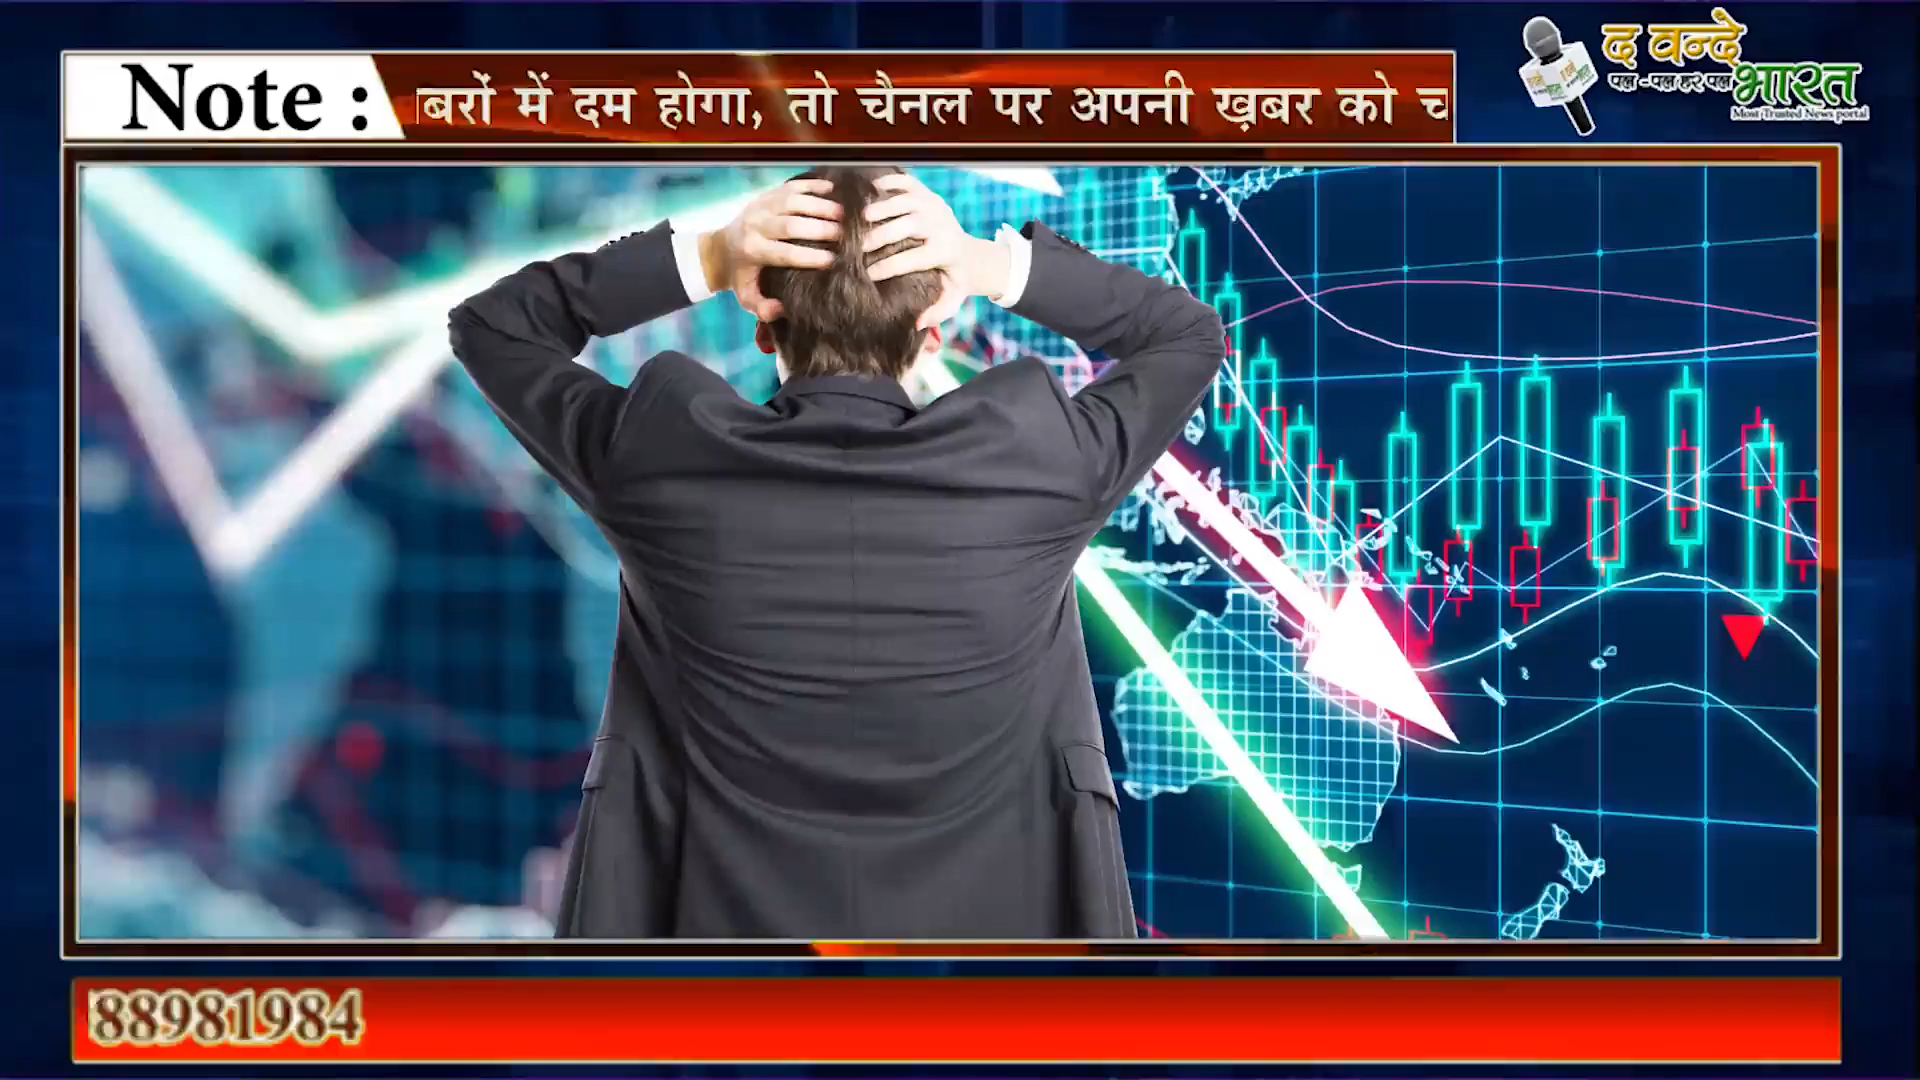 Note : बरों में दम होगा, तो चैनल पर अपनी ख़बर को च
द वन्दे
पल -पल हर पल
भारत
Most Trusted News portal
88981984